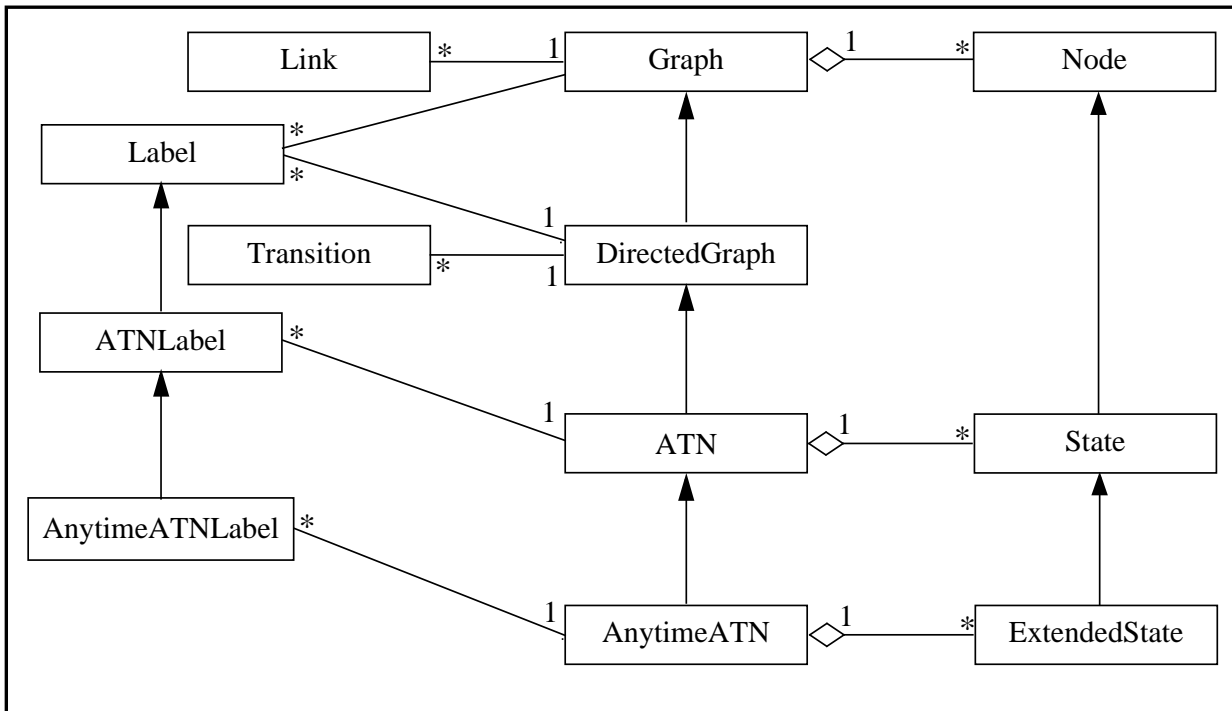 * 1 1 *
Link Graph Node
*
Label
*
1
Transition DirectedGraph
* 1
ATNLabel *
1 1 *
ATN State
AnytimeATNLabel *
1 1 *
AnytimeATN ExtendedState